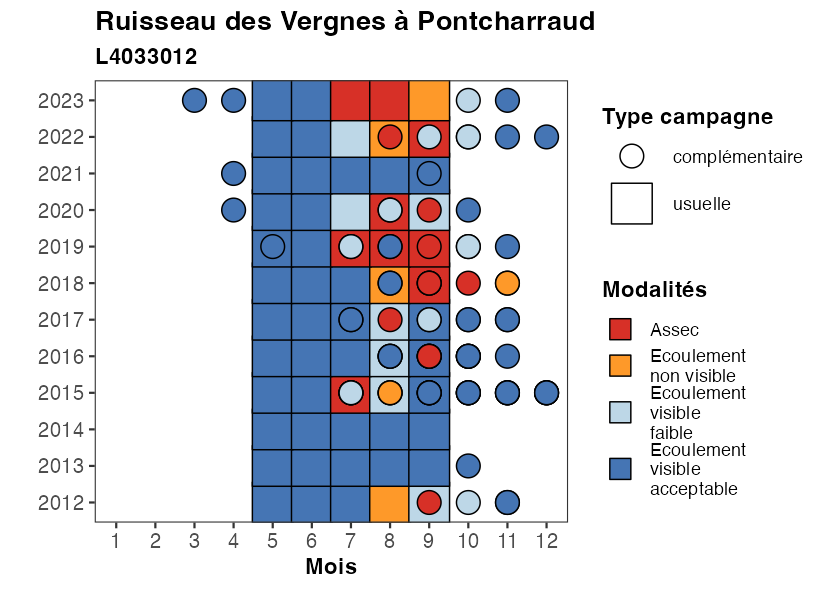 Ruisseau des Vergnes à Pontcharraud
L4033012
2023
2022
2021
2020
2019
2018
2017
2016
2015
2014
2013
2012
1 2 3 4 5 6 7 8 9 10 11 12
Mois
Type campagne
complémentaire
usuelle
Modalités
Assec
Ecoulement
non visible
Ecoulement
visible
faible
Ecoulement
visible
acceptable